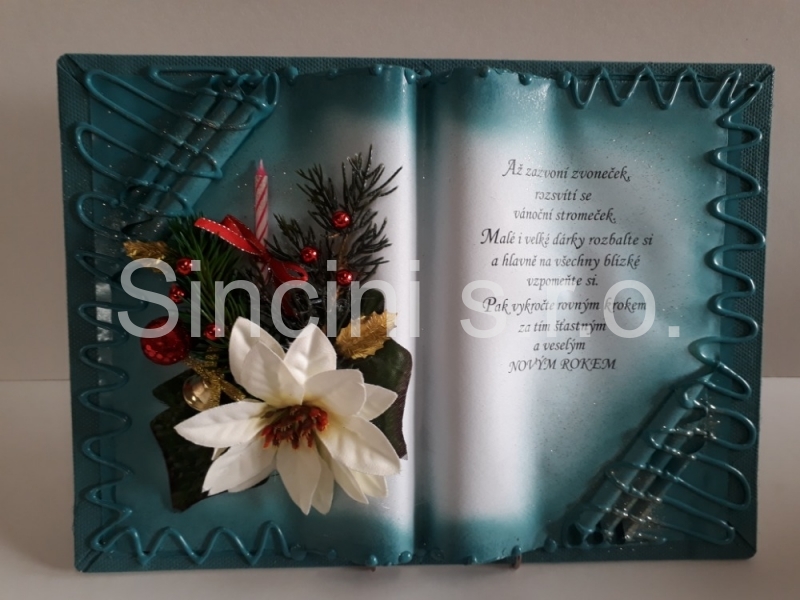 Až zazvoní zvoneček,
rozsvítí se
vánoční stromeček.
Malé i velké dárky rozbalte si
a hlavně na všechny blízké
vzpomeňte si.
Pak vykročte rovným krokem
za tím šťastným
a veselým
NOVÝM ROKEM
Sincini s.r.o.